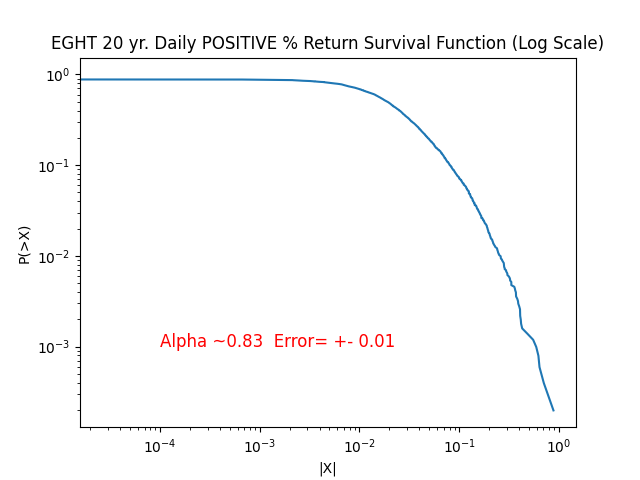 EGHT 20 yr. Daily POSITIVE % Return Survival Function (Log Scale)
10⁰
10⁻¹
10⁻²
10⁻³
P(>X)
Alpha ~0.83  Error= +- 0.01
10⁻⁴
10⁻³
10⁻²
10⁻¹
10⁰
|X|